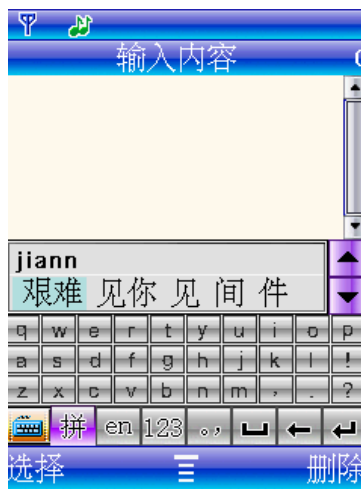 输入内容
jiann
艰难 见你 见 间 件
q w e r t y u i o p
a s d f g h j k l !
z x c v b n m , . ?
拼 en 123 。,
选择 删除